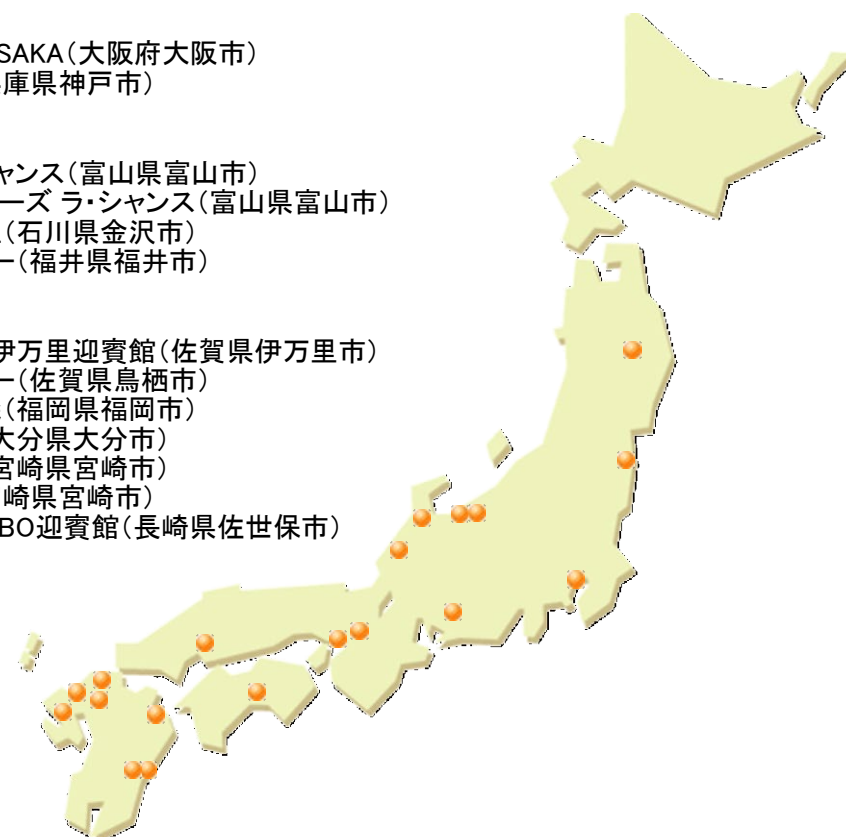 SAKA(大阪府大阪市)
庫県神戸市)
ャンス(富山県富山市)
ーズ ラ・シャンス(富山県富山市)
(石川県金沢市)
ー(福井県福井市)
伊万里迎賓館(佐賀県伊万里市)
ー(佐賀県鳥栖市)
(福岡県福岡市)
大分県大分市)
宮崎県宮崎市)
崎県宮崎市)
BO迎賓館(長崎県佐世保市)